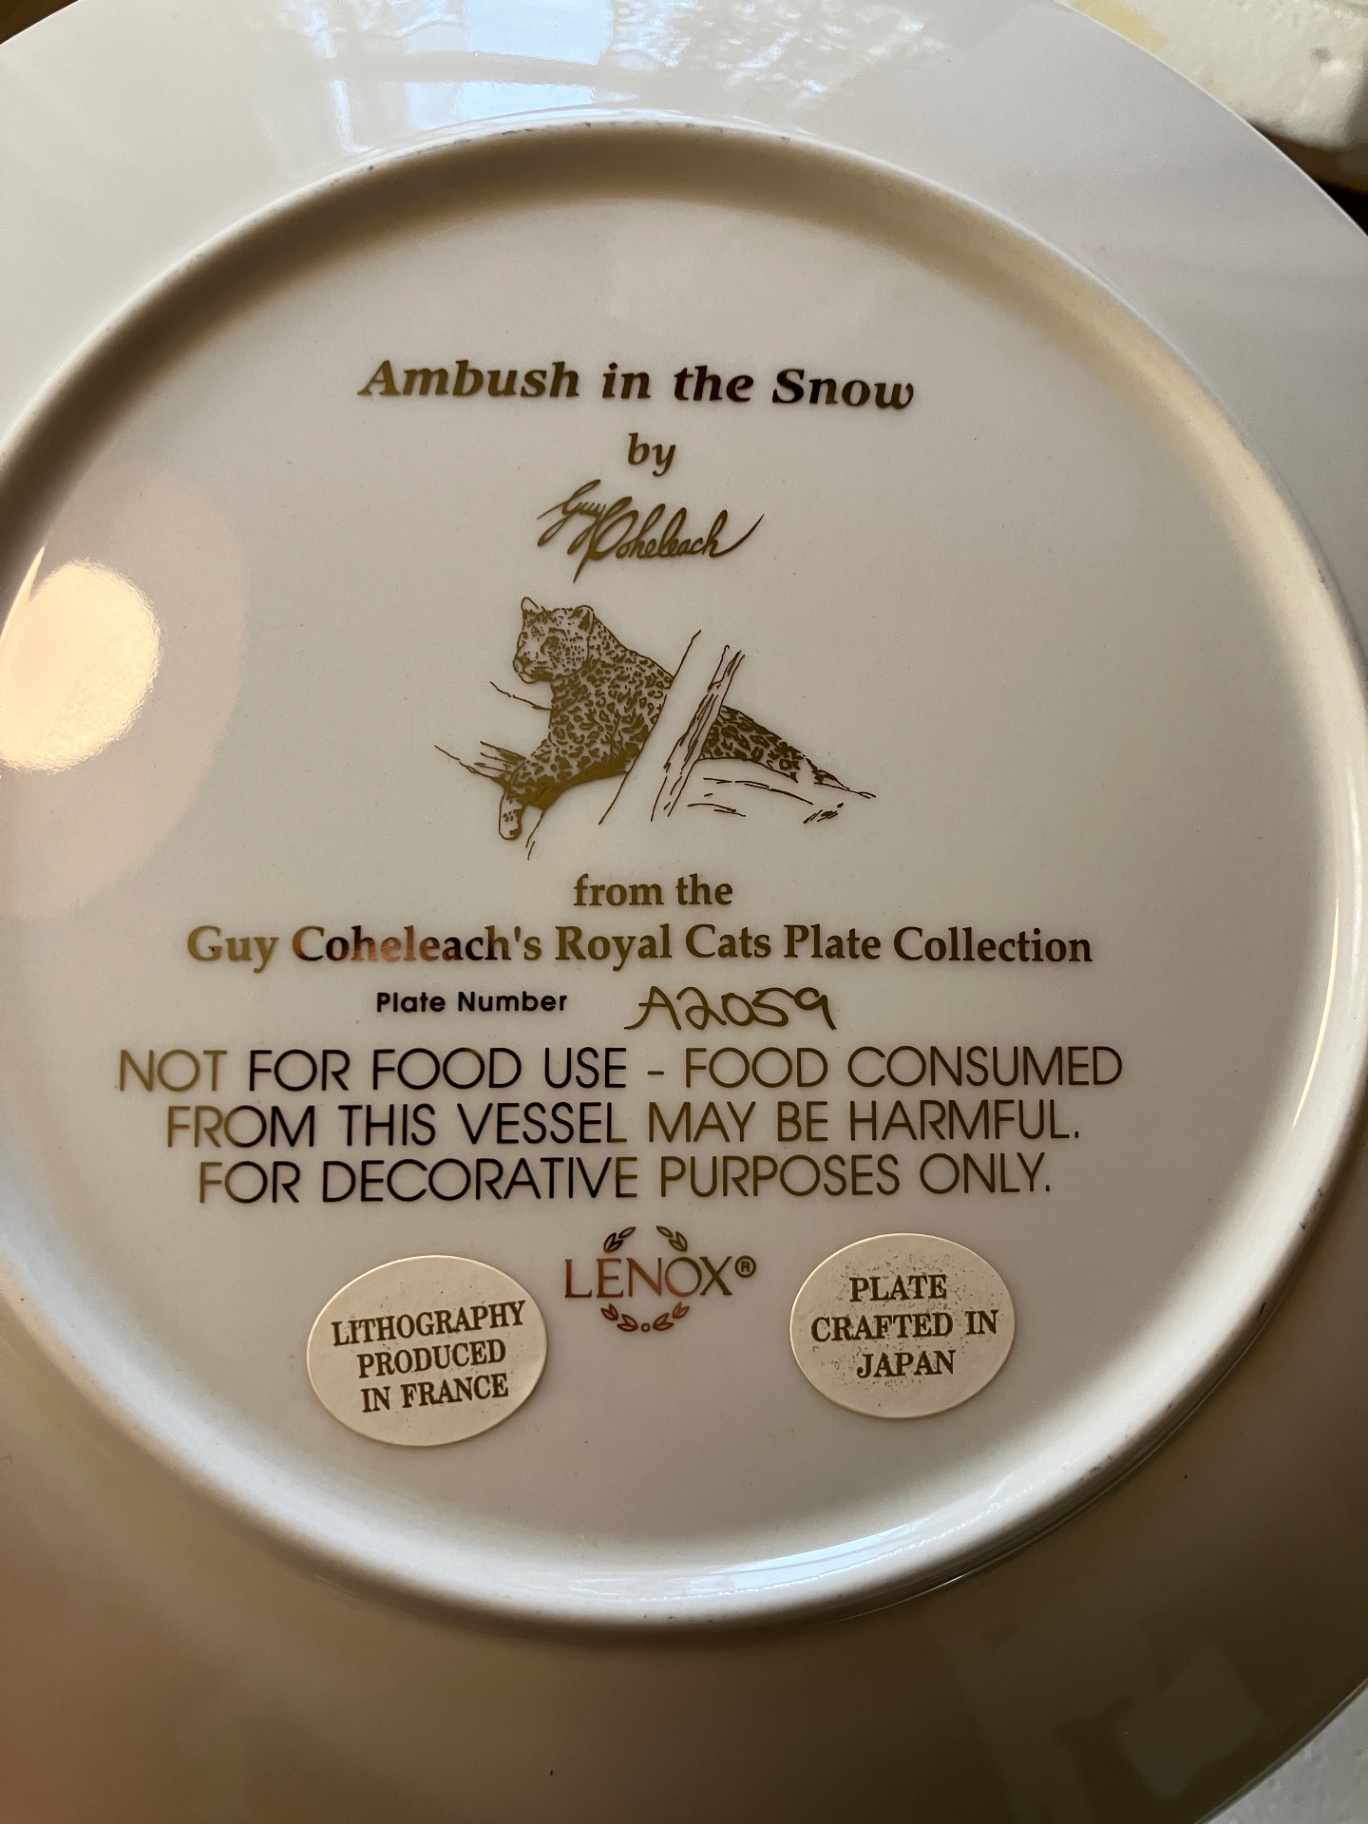 Ambush in the Snow
by
Guy Coheleach
from the
Guy Coheleach's Royal Cats Plate Collection
Plate Number A2059
NOT FOR FOOD USE - FOOD CONSUMED
FROM THIS VESSEL MAY BE HARMFUL.
FOR DECORATIVE PURPOSES ONLY.
LENOX®
LITHOGRAPHY
PRODUCED
IN FRANCE
PLATE
CRAFTED IN
JAPAN